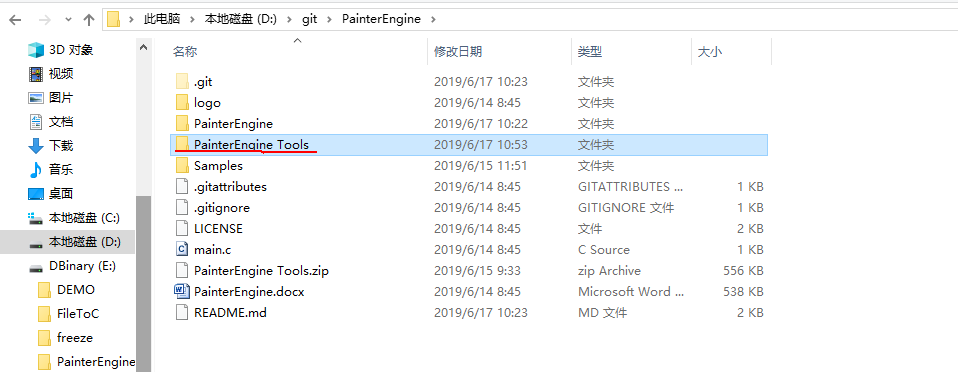 此电脑 › 本地磁盘 (D:) › git › PainterEngine ›
3D 对象
视频
图片
文档
下载
音乐
桌面
本地磁盘 (C:)
本地磁盘 (D:)
DBinary (E:)
DEMO
FileToC
freeze
PainterEngine
名称 修改日期 类型 大小
.git 2019/6/17 10:23 文件夹
logo 2019/6/14 8:45 文件夹
PainterEngine 2019/6/17 10:22 文件夹
PainterEngine Tools 2019/6/17 10:53 文件夹
Samples 2019/6/15 11:51 文件夹
.gitattributes 2019/6/14 8:45 GITATTRIBUTES ... 1 KB
.gitignore 2019/6/14 8:45 GITIGNORE 文件 1 KB
LICENSE 2019/6/14 8:45 文件 2 KB
main.c 2019/6/14 8:45 C Source 1 KB
PainterEngine Tools.zip 2019/6/15 9:33 zip Archive 556 KB
PainterEngine.docx 2019/6/14 8:45 Microsoft Word ... 538 KB
README.md 2019/6/17 10:23 MD 文件 2 KB